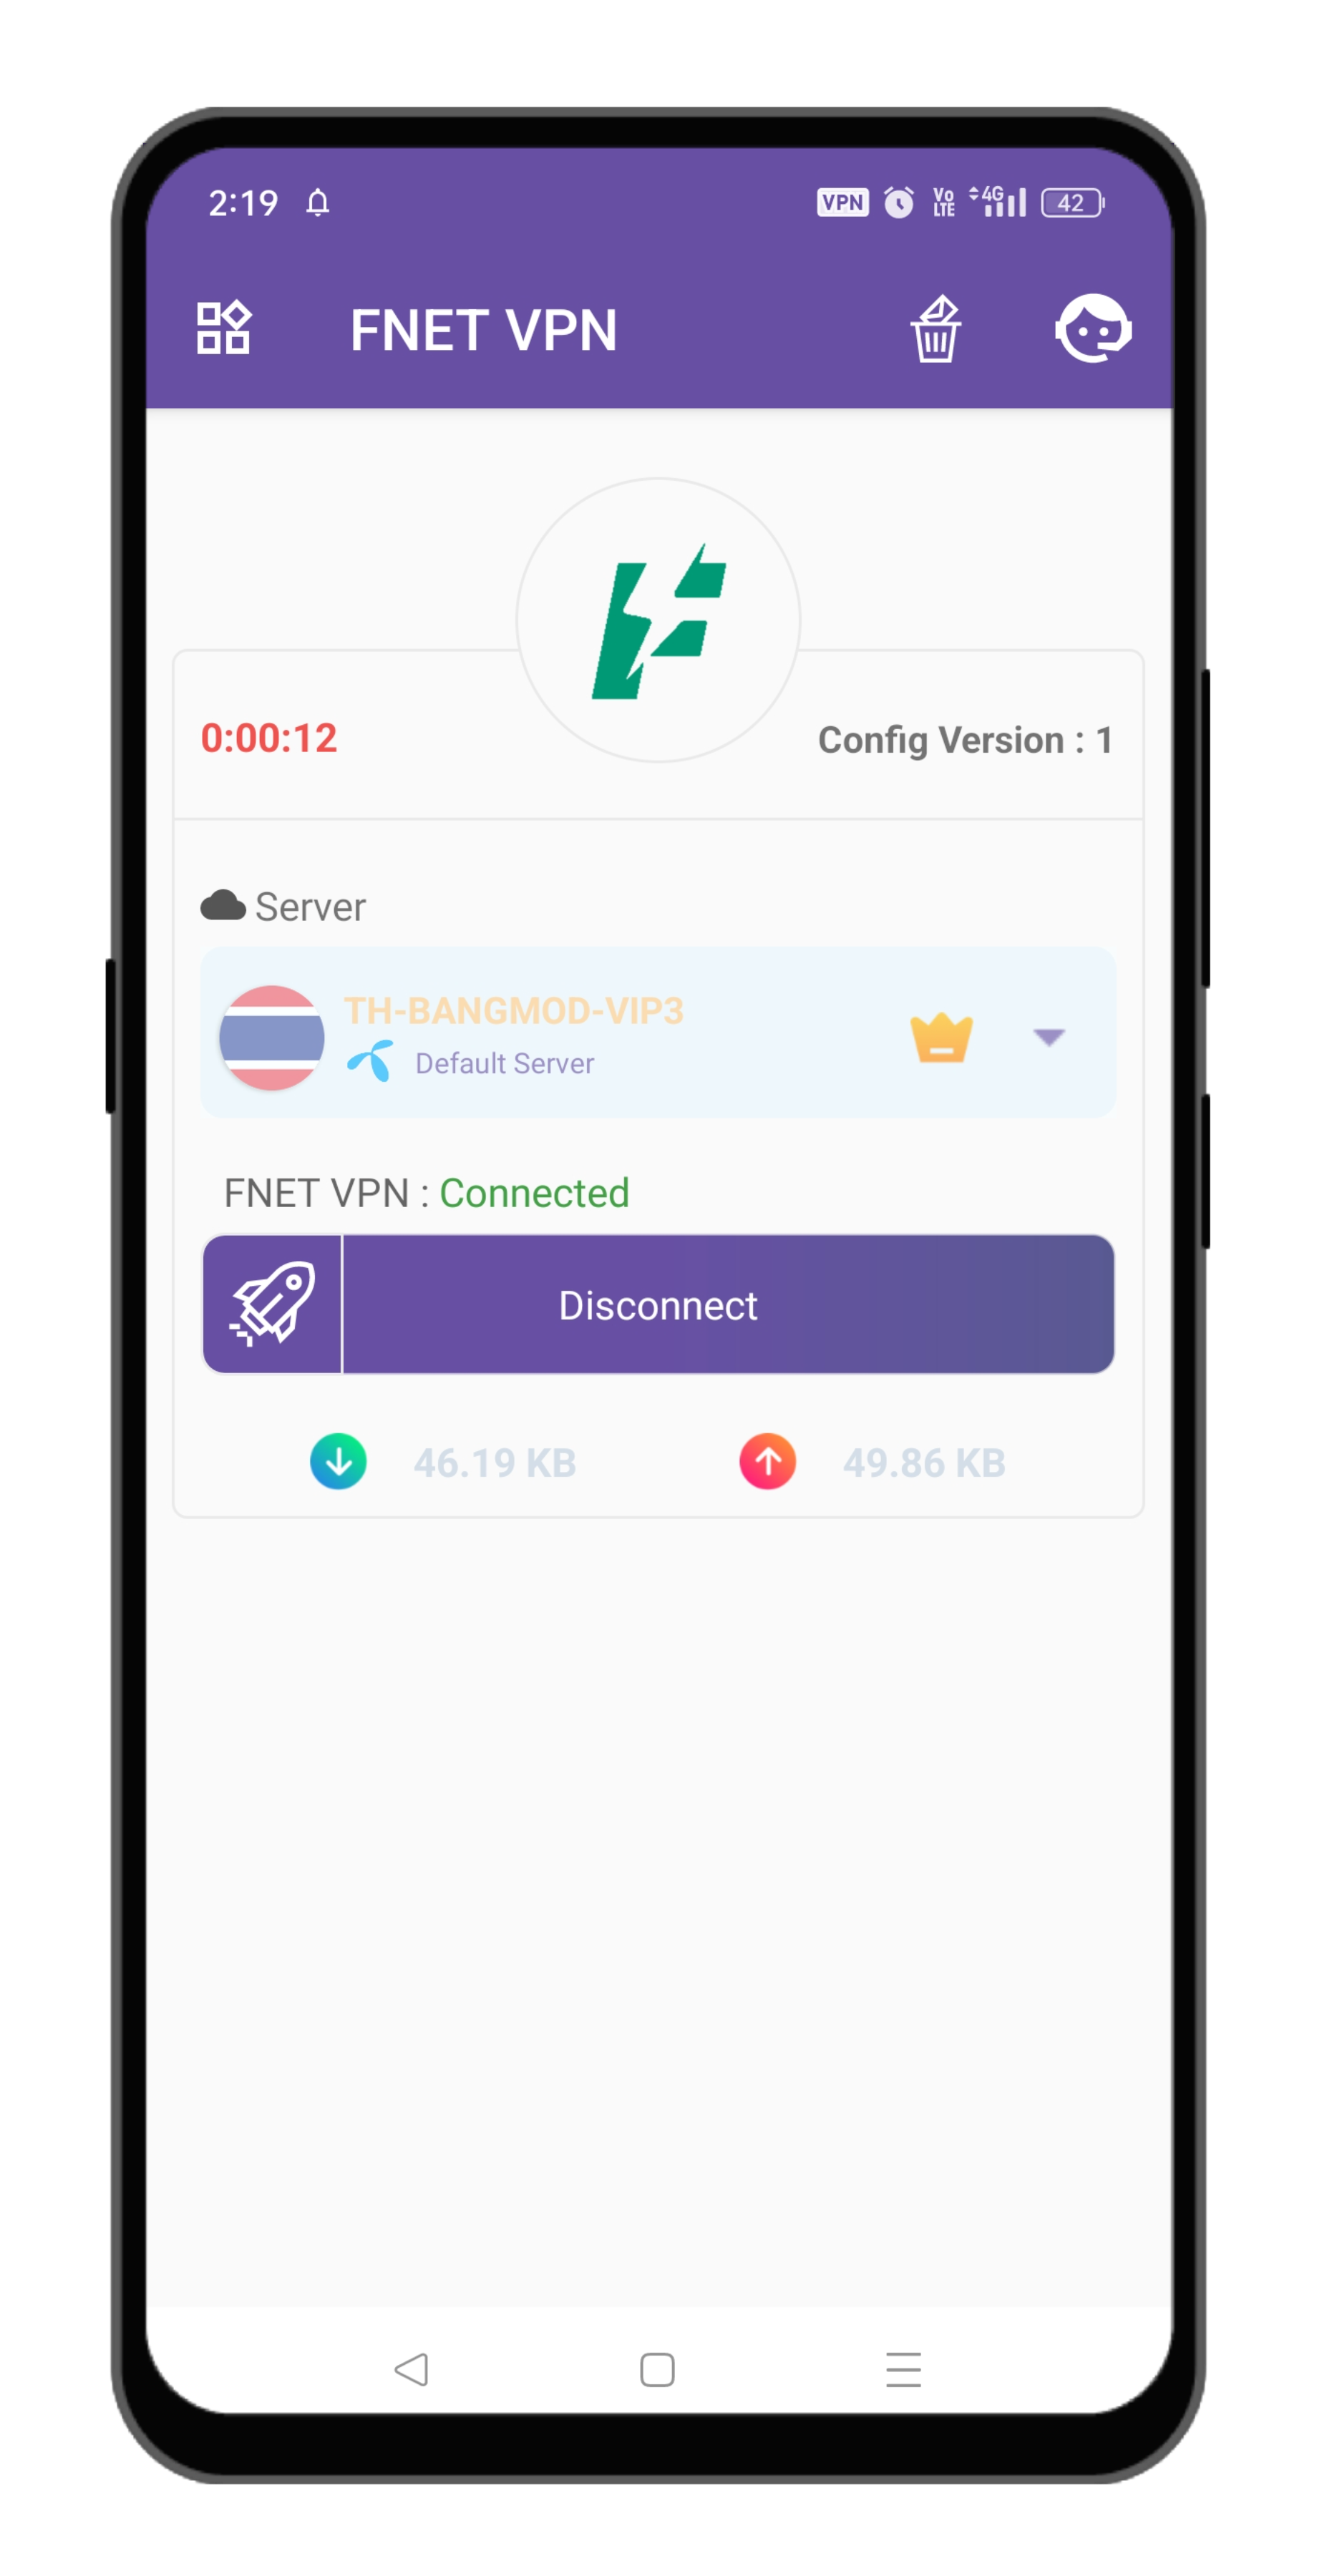 2:19 VPN Vo LTE 4G 42
FNET VPN
0:00:12 Config Version : 1
Server
TH-BANGMOD-VIP3
Default Server
FNET VPN : Connected
Disconnect
46.19 KB 49.86 KB